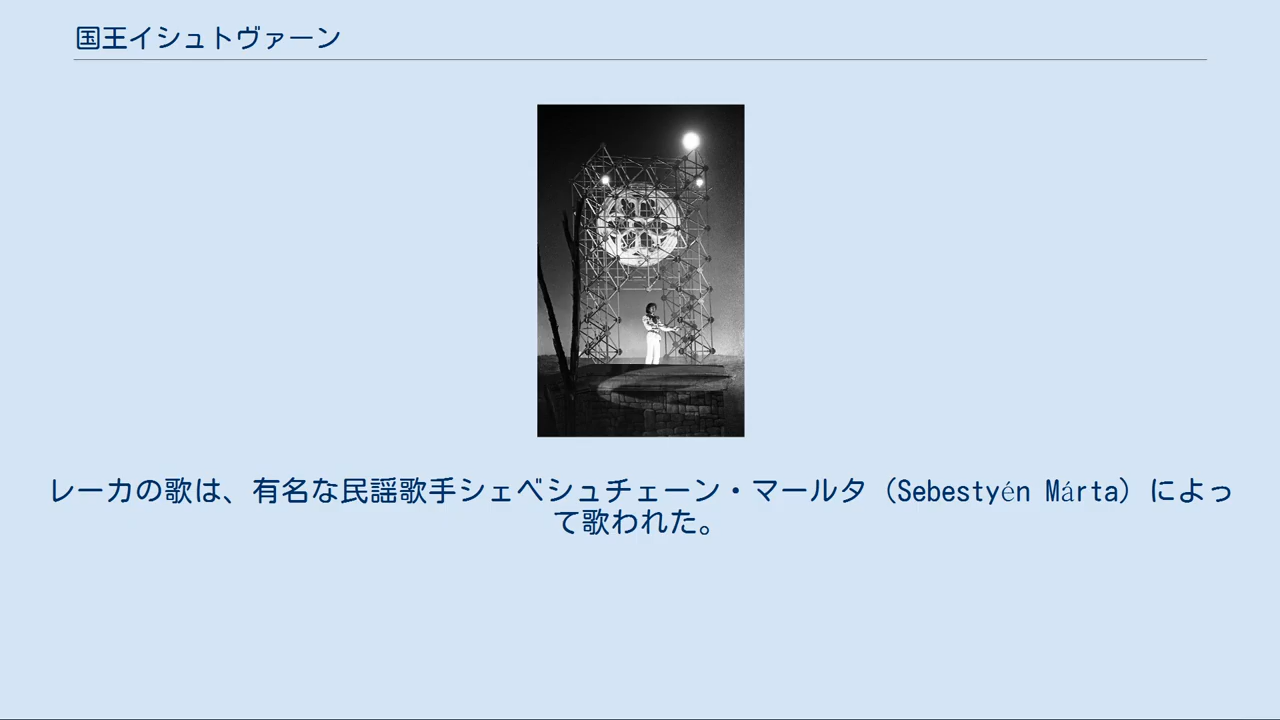 国王イシュトヴァーン
レーカの歌は、有名な民謡歌手シェベシュチェーン・マールタ（Sebestyén Márta）によっ
て歌われた。